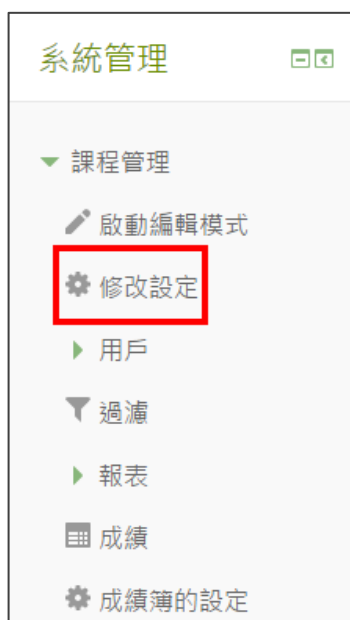 系統管理
課程管理
啟動編輯模式
修改設定
用戶
過濾
報表
成績
成績簿的設定